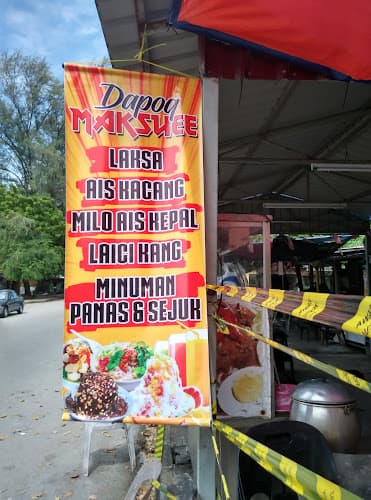 Dapoq
MAKSUEE
LAKSA
AIS KACANG
MILO AIS KEPAL
LAICI KANG
MINUMAN
PANAS & SEJUK